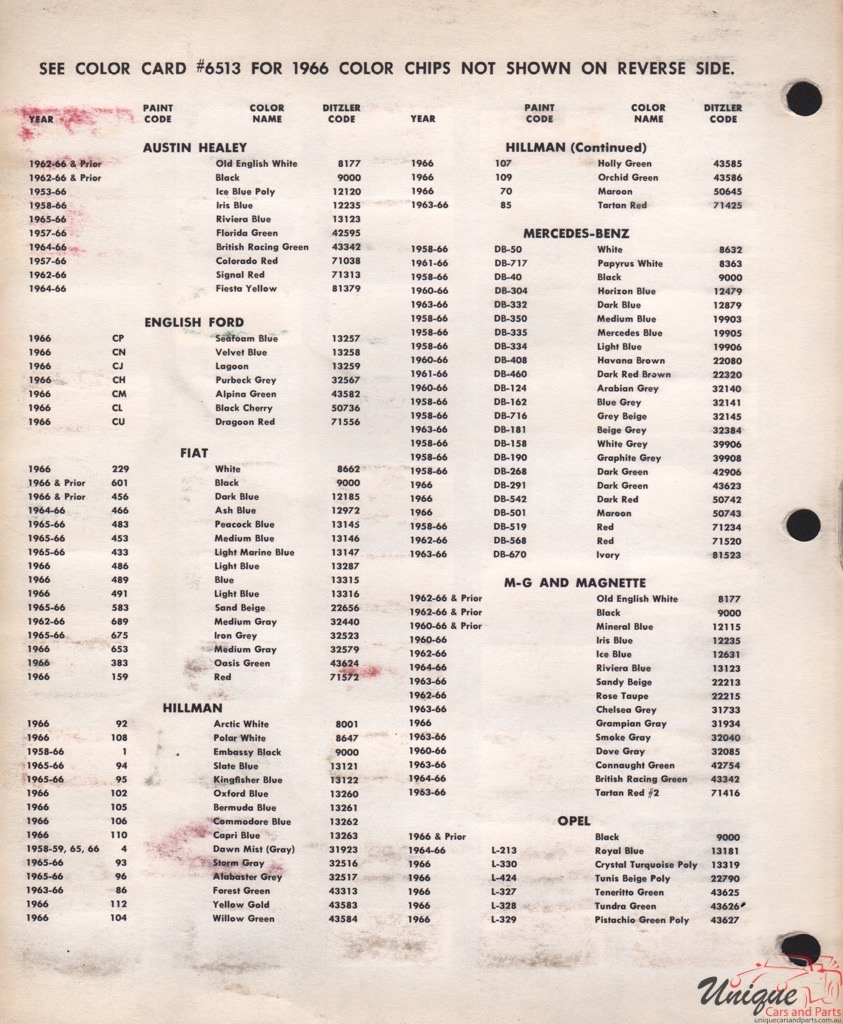 SEE COLOR CARD #6513 FOR 1966 COLOR CHIPS NOT SHOWN ON REVERSE SIDE.
YEAR PAINT CODE COLOR NAME DITZLER CODE
AUSTIN HEALEY
1962-66 & Prior Old English White 8177
1962-66 & Prior Black 9000
1953-66 Ice Blue Poly 12120
1958-66 Iris Blue 12235
1965-66 Riviera Blue 13123
1957-66 Florida Green 42595
1964-66 British Racing Green 43342
1957-66 Colorado Red 71038
1962-66 Signal Red 71313
1964-66 Fiesta Yellow 81379
ENGLISH FORD
1966 CP Seafoam Blue 13257
1966 CN Velvet Blue 13258
1966 CJ Lagoon 13259
1966 CH Purbeck Grey 32567
1966 CM Alpina Green 43582
1966 CL Black Cherry 50736
1966 CU Dragoon Red 71556
FIAT
1966 229 White 8662
1966 & Prior 601 Black 9000
1966 & Prior 456 Dark Blue 12185
1964-66 466 Ash Blue 12972
1965-66 483 Peacock Blue 13145
1965-66 453 Medium Blue 13146
1965-66 433 Light Marine Blue 13147
1966 486 Light Blue 13287
1966 489 Blue 13315
1966 491 Light Blue 13316
1965-66 583 Sand Beige 22656
1962-66 689 Medium Gray 32440
1965-66 675 Iron Grey 32523
1966 653 Medium Gray 32579
1966 383 Oasis Green 43624
1966 159 Red 71572
HILLMAN
1966 92 Arctic White 8001
1966 108 Polar White 8647
1958-66 1 Embassy Black 9000
1965-66 94 Slate Blue 13121
1965-66 95 Kingfisher Blue 13122
1966 102 Oxford Blue 13260
1966 105 Bermuda Blue 13261
1966 106 Commodore Blue 13262
1966 110 Capri Blue 13263
1958-59, 65, 66 4 Dawn Mist (Gray) 31923
1965-66 93 Storm Gray 32516
1965-66 96 Alabaster Grey 32517
1963-66 86 Forest Green 43313
1966 112 Yellow Gold 43583
1966 104 Willow Green 43584
YEAR PAINT CODE COLOR NAME DITZLER CODE
HILLMAN (Continued)
1966 107 Holly Green 43585
1966 109 Orchid Green 43586
1966 70 Maroon 50645
1963-66 85 Tartan Red 71425
MERCEDES-BENZ
1958-66 DB-50 White 8632
1961-66 DB-717 Papyrus White 8363
1958-66 DB-40 Black 9000
1960-66 DB-304 Horizon Blue 12479
1963-66 DB-332 Dark Blue 12879
1958-66 DB-350 Medium Blue 19903
1958-66 DB-335 Mercedes Blue 19905
1958-66 DB-334 Light Blue 19906
1960-66 DB-408 Havana Brown 22080
1961-66 DB-460 Dark Red Brown 22320
1960-66 DB-124 Arabian Grey 32140
1958-66 DB-162 Blue Grey 32141
1958-66 DB-716 Grey Beige 32145
1963-66 DB-181 Beige Grey 32384
1958-66 DB-158 White Grey 39906
1958-66 DB-190 Graphite Grey 39908
1958-66 DB-268 Dark Green 42906
1966 DB-291 Dark Green 43623
1966 DB-542 Dark Red 50742
1966 DB-501 Maroon 50743
1958-66 DB-519 Red 71234
1962-66 DB-568 Red 71520
1963-66 DB-670 Ivory 81523
M-G AND MAGNETTE
1962-66 & Prior Old English White 8177
1962-66 & Prior Black 9000
1960-66 & Prior Mineral Blue 12115
1960-66 Iris Blue 12235
1962-66 Ice Blue 12631
1964-66 Riviera Blue 13123
1963-66 Sandy Beige 22213
1962-66 Rose Taupe 22215
1963-66 Chelsea Grey 31733
1966 Grampian Gray 31934
1963-66 Smoke Gray 32040
1960-66 Dove Gray 32085
1963-66 Connaught Green 42754
1964-66 British Racing Green 43342
1963-66 Tartan Red #2 71416
OPEL
1966 & Prior Black 9000
1964-66 L-213 Royal Blue 13181
1966 L-330 Crystal Turquoise Poly 13319
1966 L-424 Tunis Beige Poly 22790
1966 L-327 Teneritto Green 43625
1966 L-328 Tundra Green 43626
1966 L-329 Pistachio Green Poly 43627
Unique Cars and Parts
uniquecarsandparts.com.au